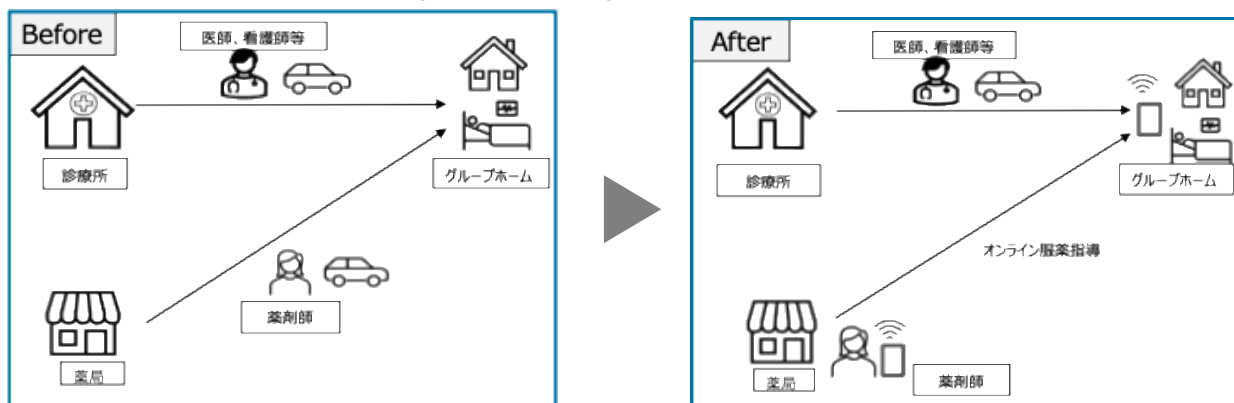 Before
医師、看護師等
診療所
グループホーム
薬剤師
薬局
After
医師、看護師等
診療所
グループホーム
オンライン服薬指導
薬局
薬剤師